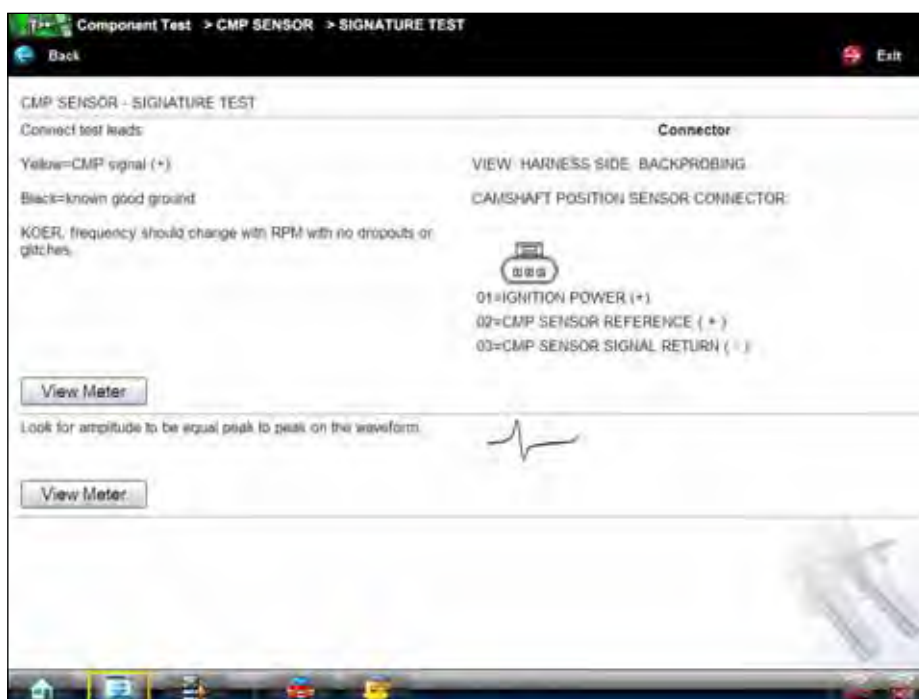 Component Test > CMP SENSOR > SIGNATURE TEST
Back
Exit
CMP SENSOR - SIGNATURE TEST
Connect test leads:
Yellow=CMP signal (+)
Black=known good ground
KOER, frequency should change with RPM with no dropouts or
glitches.
Connector
VIEW: HARNESS SIDE, BACKPROBING
CAMSHAFT POSITION SENSOR CONNECTOR:
01=IGNITION POWER (+)
02=CMP SENSOR REFERENCE ( + )
03=CMP SENSOR SIGNAL RETURN ( - )
View Meter
Look for amplitude to be equal peak to peak on the waveform.
View Meter